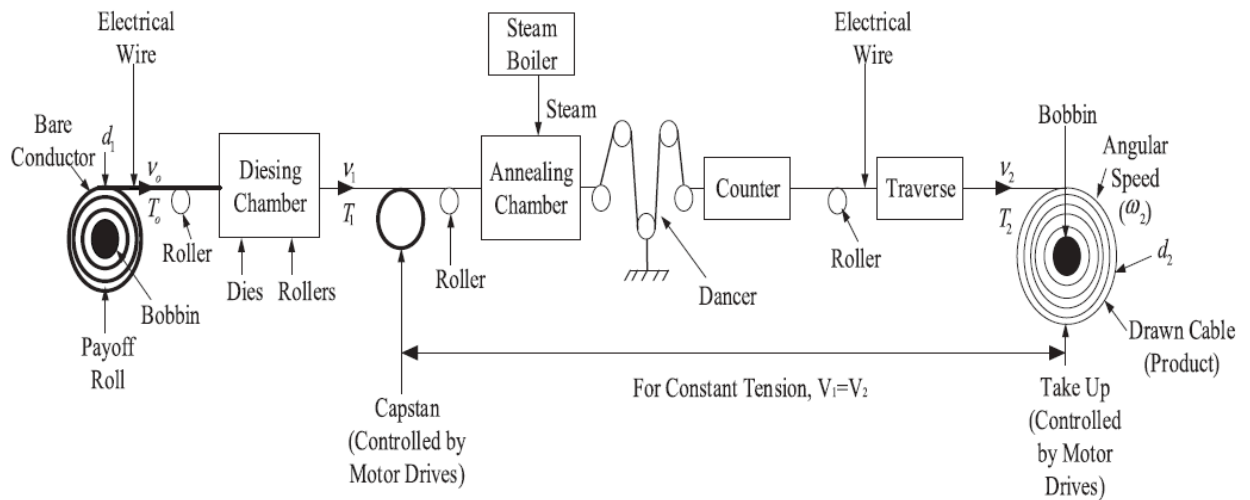 Electrical
Wire
Steam
Boiler
Electrical
Wire
Steam
Bobbin
Bare
Conductor
d₁
vₒ
Tₒ
Diesing
Chamber
v₁
T₁
Annealing
Chamber
Counter
Traverse
v₂
T₂
Angular
Speed
(ω₂)
d₂
Roller
Roller
Roller
Dies
Rollers
Dancer
Bobbin
Payoff
Roll
Drawn Cable
(Product)
For Constant Tension, V₁=V₂
Capstan
(Controlled by
Motor Drives)
Take Up
(Controlled
by Motor
Drives)